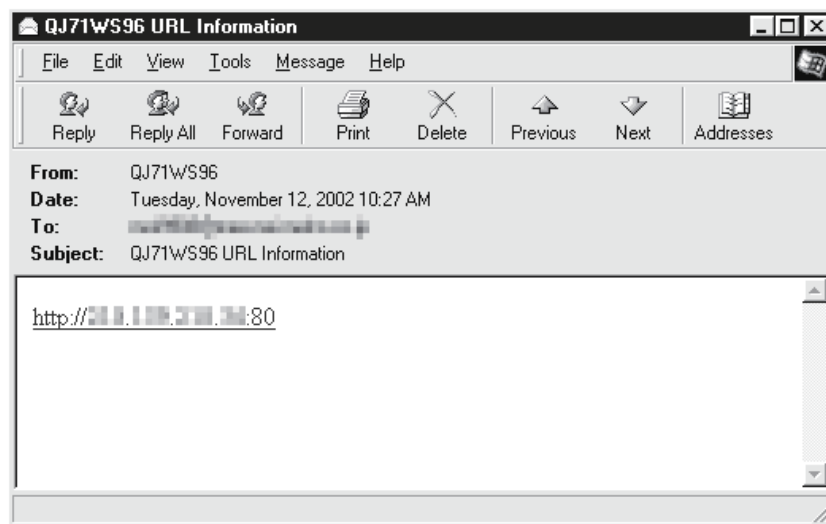 QJ71WS96 URL Information
File Edit View Tools Message Help
Reply Reply All Forward Print Delete Previous Next Addresses
From: QJ71WS96
Date: Tuesday, November 12, 2002 10:27 AM
To:
Subject: QJ71WS96 URL Information
http:// :80